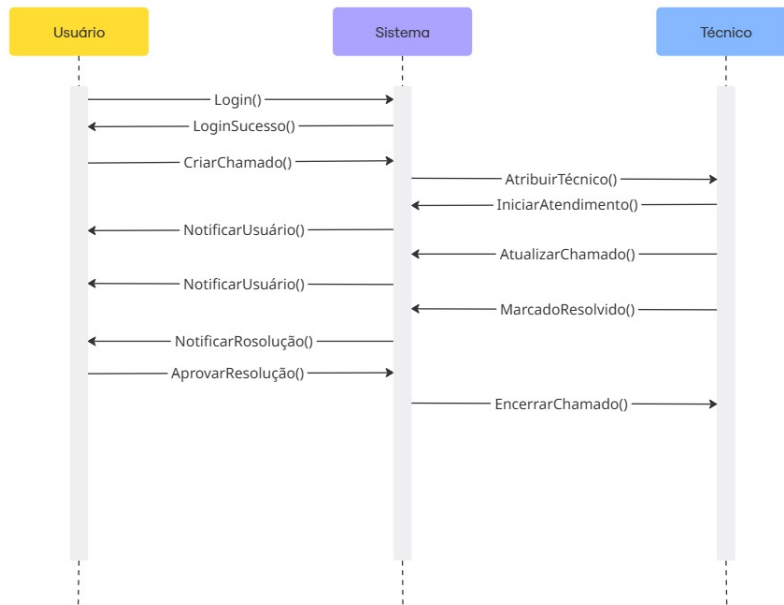 Usuário
Sistema
Técnico
Login()
LoginSucesso()
CriarChamado()
AtribuirTécnico()
IniciarAtendimento()
NotificarUsuário()
AtualizarChamado()
NotificarUsuário()
MarcadoResolvido()
NotificarRosolução()
AprovarResolução()
EncerrarChamado()